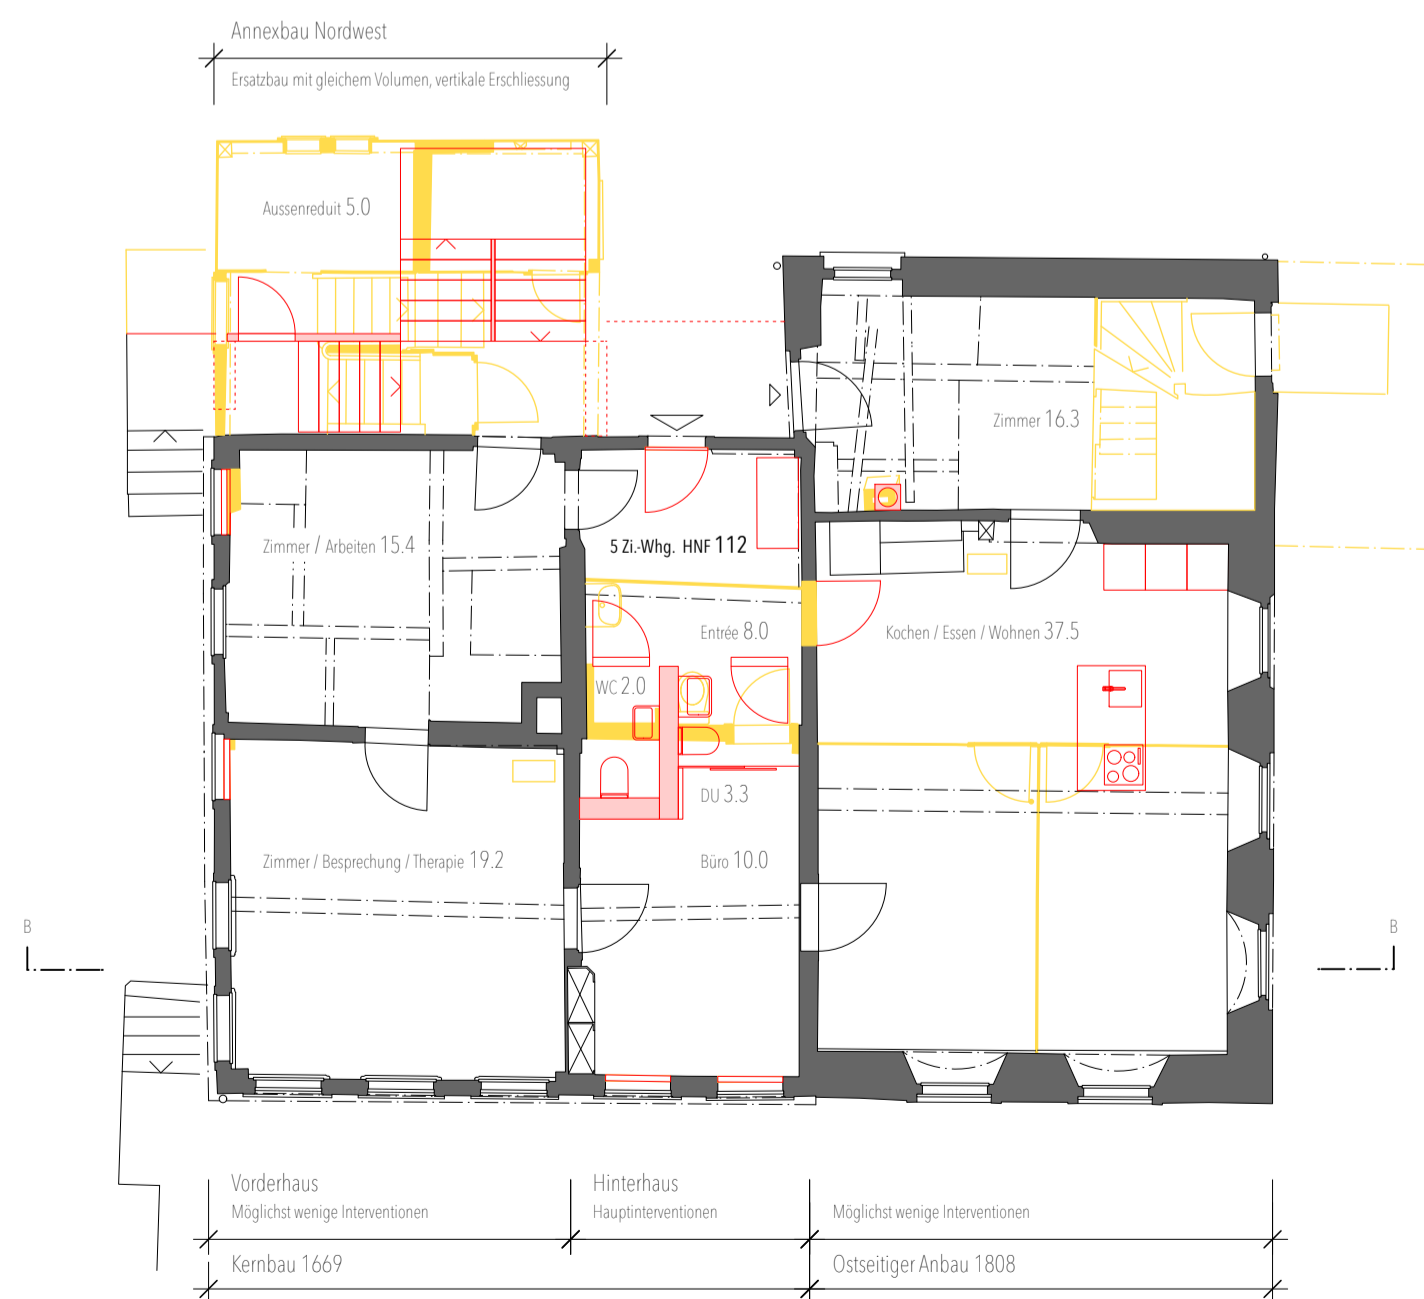 Annexbau Nordwest
Ersatzbau mit gleichem Volumen, vertikale Erschliessung
Aussenreduit 5.0
Zimmer 16.3
Zimmer / Arbeiten 15.4
5 Zi.-Whg. HNF 112
Entrée 8.0
Kochen / Essen / Wohnen 37.5
WC 2.0
DU 3.3
Zimmer / Besprechung / Therapie 19.2
Büro 10.0
B
B
Vorderhaus
Möglichst wenige Interventionen
Hinterhaus
Hauptinterventionen
Möglichst wenige Interventionen
Kernbau 1669
Ostseitiger Anbau 1808